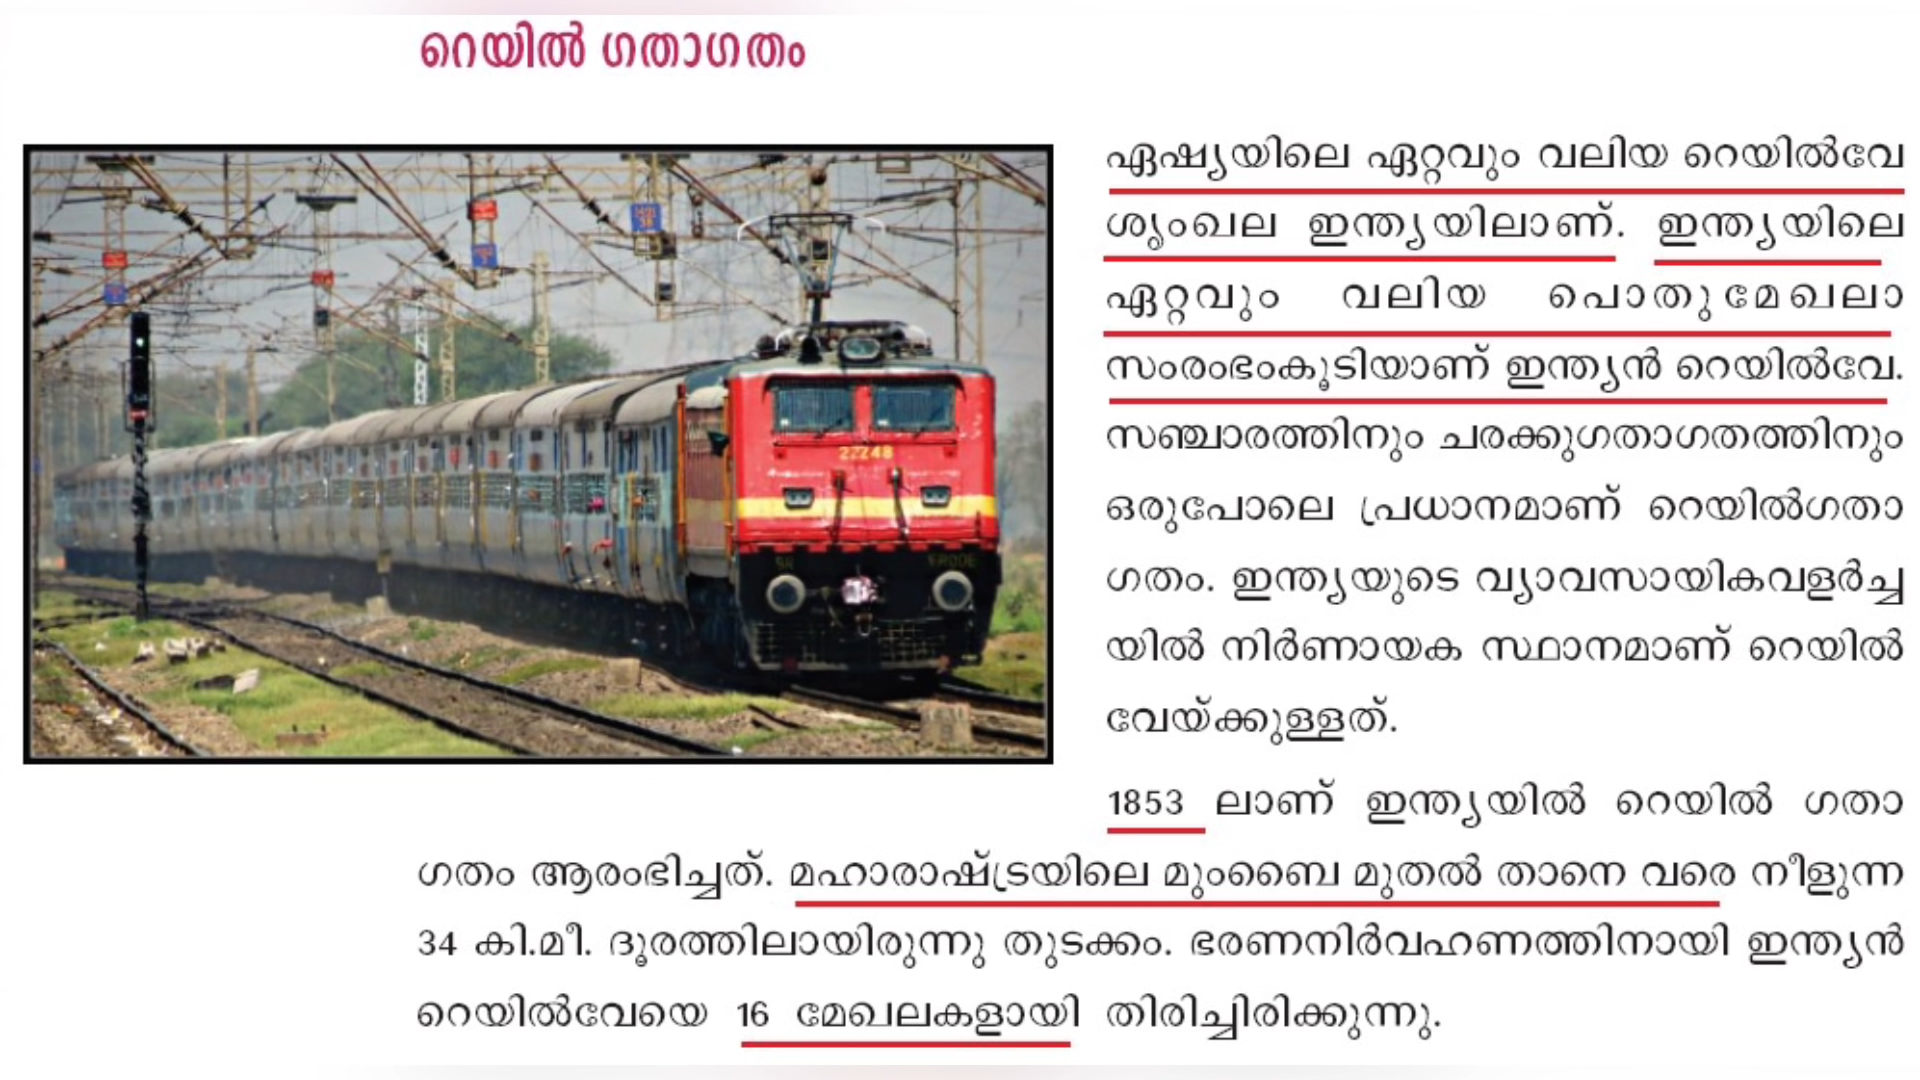 റെയിൽ ഗതാഗതം
ഏഷ്യയിലെ ഏറ്റവും വലിയ റെയിൽവേ
ശൃംഖല ഇന്ത്യയിലാണ്. ഇന്ത്യയിലെ
ഏറ്റവും വലിയ പൊതുമേഖലാ
സംരംഭംകൂടിയാണ് ഇന്ത്യൻ റെയിൽവേ.
സഞ്ചാരത്തിനും ചരക്കുഗതാഗതത്തിനും
ഒരുപോലെ പ്രധാനമാണ് റെയിൽഗതാ
ഗതം. ഇന്ത്യയുടെ വ്യാവസായികവളർച്ച
യിൽ നിർണായക സ്ഥാനമാണ് റെയിൽ
വേയ്ക്കുള്ളത്.
1853 ലാണ് ഇന്ത്യയിൽ റെയിൽ ഗതാ
ഗതം ആരംഭിച്ചത്. മഹാരാഷ്ട്രയിലെ മുംബൈ മുതൽ താനെ വരെ നീളുന്ന
34 കി.മീ. ദൂരത്തിലായിരുന്നു തുടക്കം. ഭരണനിർവഹണത്തിനായി ഇന്ത്യൻ
റെയിൽവേയെ 16 മേഖലകളായി തിരിച്ചിരിക്കുന്നു.
22248
SR ERODE